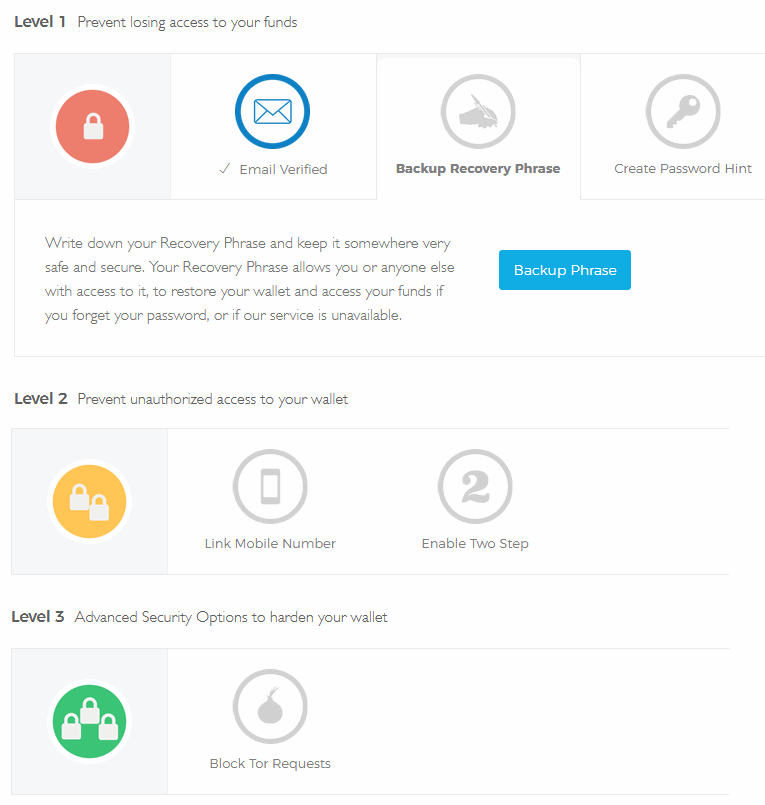 Level 1 Prevent losing access to your funds
✓ Email Verified
Backup Recovery Phrase
Create Password Hint
Write down your Recovery Phrase and keep it somewhere very
safe and secure. Your Recovery Phrase allows you or anyone else
with access to it, to restore your wallet and access your funds if
you forget your password, or if our service is unavailable.
Backup Phrase
Level 2 Prevent unauthorized access to your wallet
2
Link Mobile Number
Enable Two Step
Level 3 Advanced Security Options to harden your wallet
Block Tor Requests